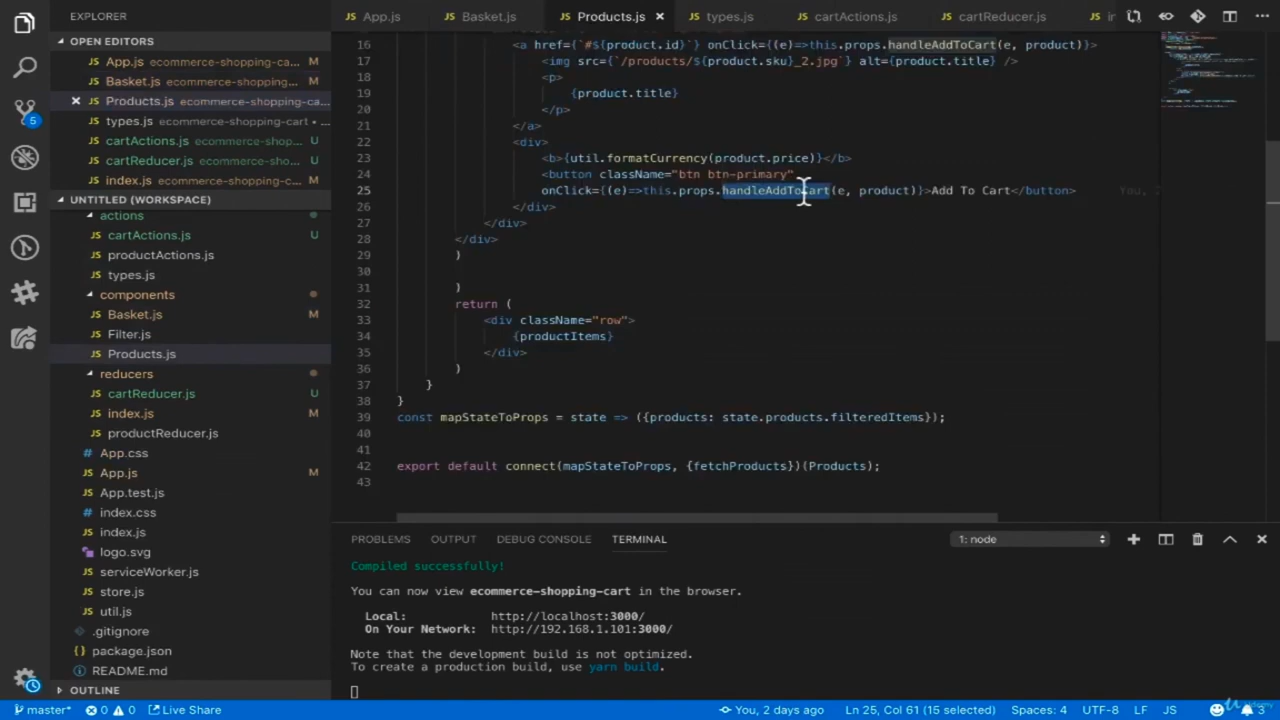 EXPLORER
App.js
Basket.js
Products.js
types.js
cartActions.js
cartReducer.js
OPEN EDITORS
App.js ecommerce-shopping-ca... M
Basket.js ecommerce-shopping-... M
Products.js ecommerce-shopping-ca...
types.js ecommerce-shopping-cart •
cartActions.js ecommerce-shop... U
cartReducer.js ecommerce-sho... U
index.js ecommerce-shopping-c... U
UNTITLED (WORKSPACE)
actions
cartActions.js U
productActions.js
types.js
components
Basket.js M
Filter.js
Products.js
reducers
cartReducer.js U
index.js M
productReducer.js
App.css
App.js M
App.test.js
index.css
index.js
logo.svg
serviceWorker.js
store.js
util.js
.gitignore
package.json
README.md
OUTLINE
5
16 <a href={`#${product.id}`} onClick={(e)=>this.props.handleAddToCart(e, product)}>
17 <img src={`/products/${product.sku}_2.jpg`} alt={product.title} />
18 <p>
19 {product.title}
20 </p>
21 </a>
22 <div>
23 <b>{util.formatCurrency(product.price)}</b>
24 <button className="btn btn-primary"
25 onClick={(e)=>this.props.handleAddToCart(e, product)}>Add To Cart</button> You, 2
26 </div>
27 </div>
28 </div>
29 )
30
31 )
32 return (
33 <div className="row">
34 {productItems}
35 </div>
36 )
37 }
38 }
39 const mapStateToProps = state => ({products: state.products.filteredItems});
40
41
42 export default connect(mapStateToProps, {fetchProducts})(Products);
43
PROBLEMS OUTPUT DEBUG CONSOLE TERMINAL 1: node
Compiled successfully!
You can now view ecommerce-shopping-cart in the browser.
Local: http://localhost:3000/
On Your Network: http://192.168.1.101:3000/
Note that the development build is not optimized.
To create a production build, use yarn build.
master* 0 0 Live Share You, 2 days ago Ln 25, Col 61 (15 selected) Spaces: 4 UTF-8 LF JS 3